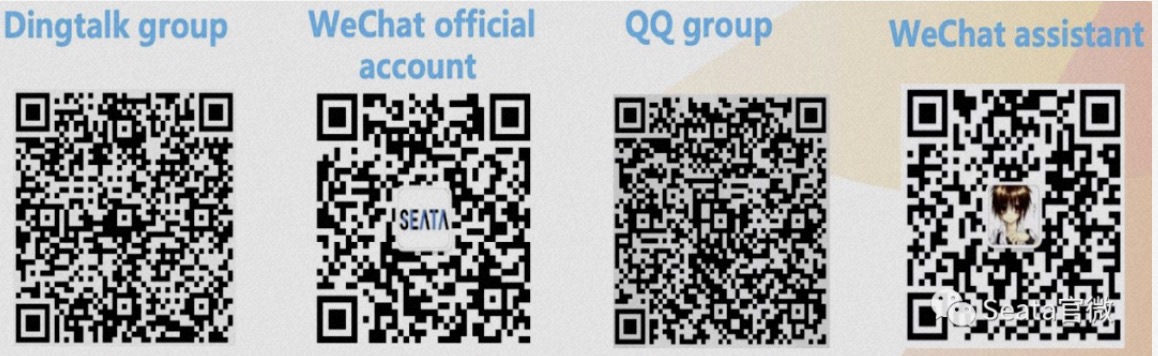 Dingtalk group
WeChat official
account
QQ group
WeChat assistant
SEATA
Seata官微